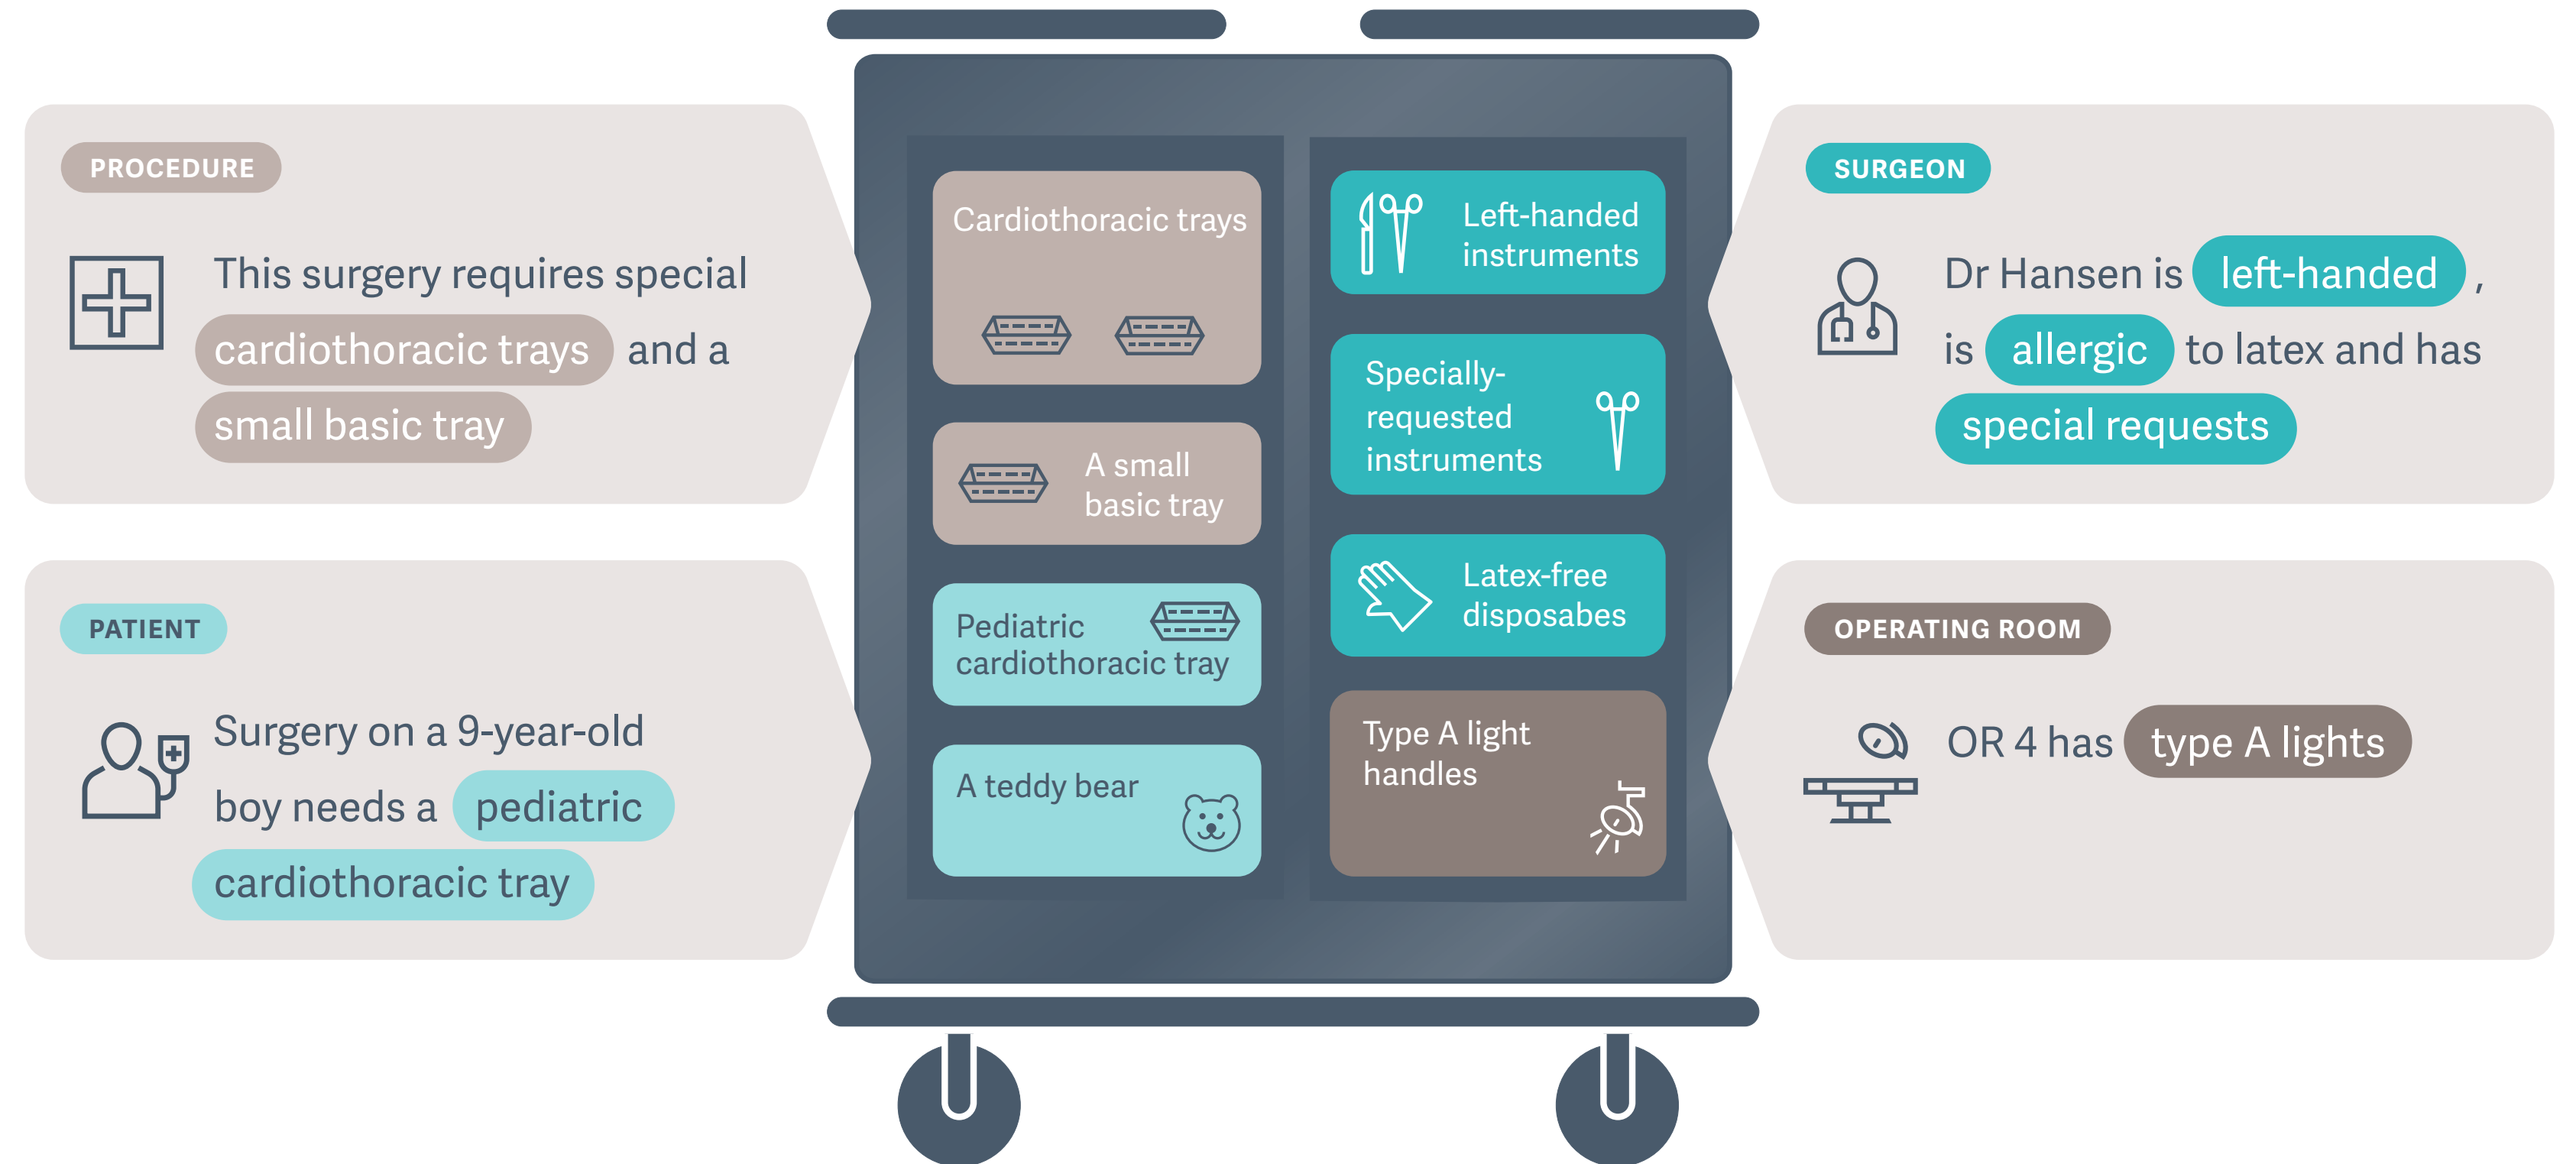 PROCEDURE
This surgery requires special
cardiothoracic trays and a
small basic tray
PATIENT
Surgery on a 9-year-old
boy needs a pediatric
cardiothoracic tray
Cardiothoracic trays
A small
basic tray
Pediatric
cardiothoracic tray
A teddy bear
Left-handed
instruments
Specially-
requested
instruments
Latex-free
disposabes
Type A light
handles
SURGEON
Dr Hansen is left-handed ,
is allergic to latex and has
special requests
OPERATING ROOM
OR 4 has type A lights